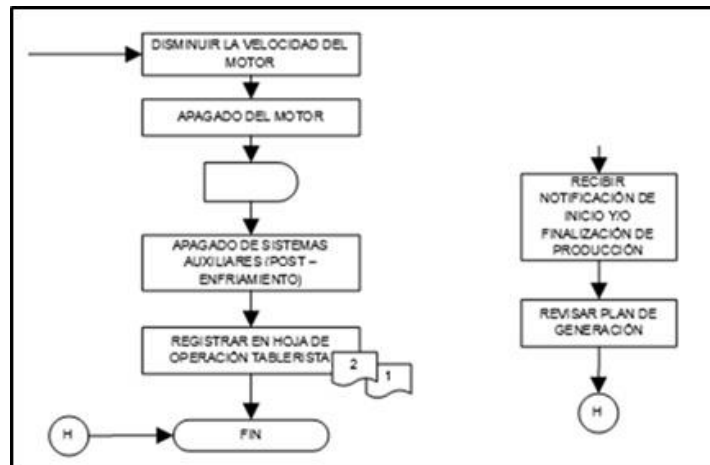 DISMINUIR LA VELOCIDAD DEL
MOTOR
APAGADO DEL MOTOR
APAGADO DE SISTEMAS
AUXILIARES (POST –
ENFRIAMIENTO)
REGISTRAR EN HOJA DE
OPERACIÓN TABLERISTA
2
1
H
FIN
RECIBIR
NOTIFICACIÓN DE
INICIO Y/O
FINALIZACIÓN DE
PRODUCCIÓN
REVISAR PLAN DE
GENERACIÓN
H